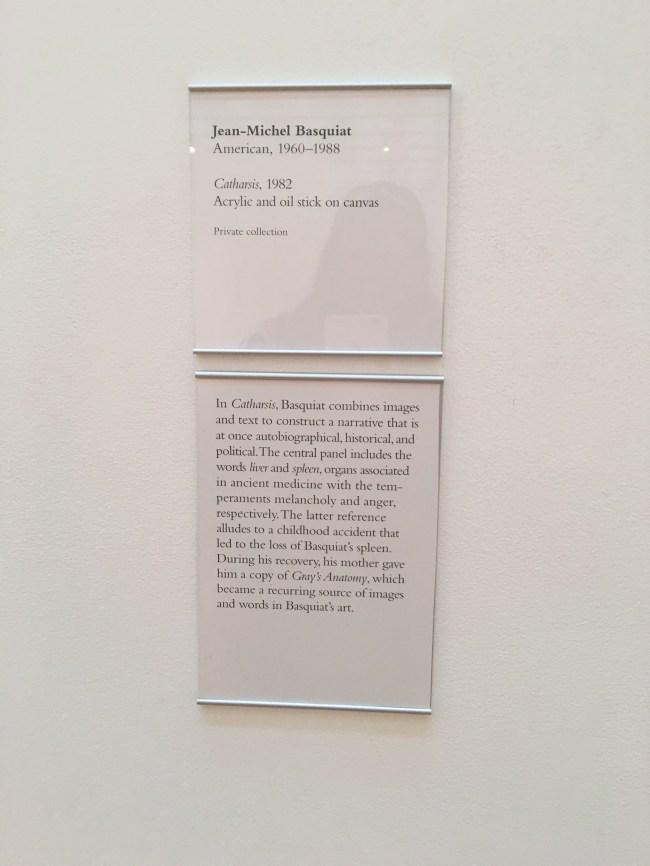 Jean-Michel Basquiat
American, 1960–1988
Catharsis, 1982
Acrylic and oil stick on canvas
Private collection
In Catharsis, Basquiat combines images
and text to construct a narrative that is
at once autobiographical, historical, and
political. The central panel includes the
words liver and spleen, organs associated
in ancient medicine with the tem-
peraments melancholy and anger,
respectively. The latter reference
alludes to a childhood accident that
led to the loss of Basquiat's spleen.
During his recovery, his mother gave
him a copy of Gray's Anatomy, which
became a recurring source of images
and words in Basquiat's art.